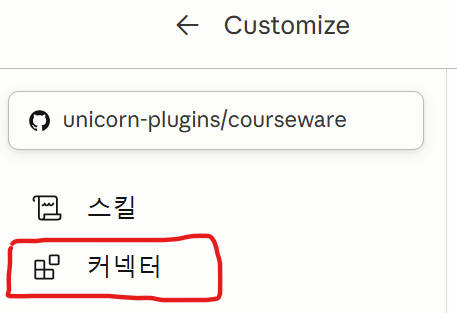 Customize
unicorn-plugins/courseware
스킬
커넥터